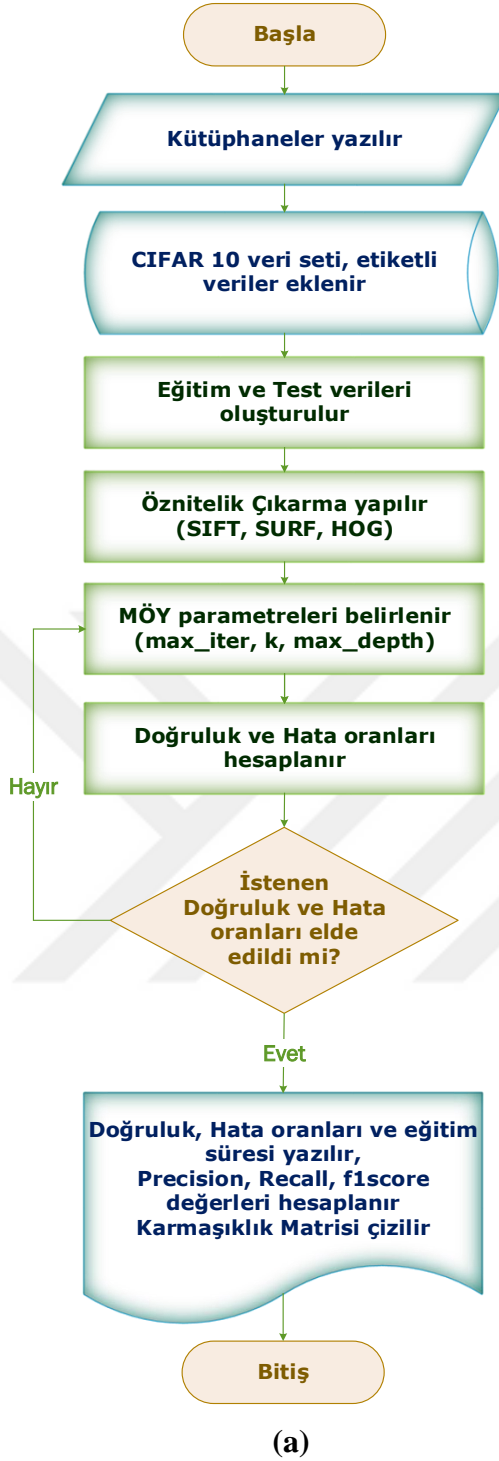 Başla
Kütüphaneler yazılır
CIFAR 10 veri seti, etiketli
veriler eklenir
Eğitim ve Test verileri
oluşturulur
Öznitelik Çıkarma yapılır
(SIFT, SURF, HOG)
MÖY parametreleri belirlenir
(max_iter, k, max_depth)
Doğruluk ve Hata oranları
hesaplanır
Hayır
İstenen
Doğruluk ve Hata
oranları elde
edildi mi?
Evet
Doğruluk, Hata oranları ve eğitim
süresi yazılır,
Precision, Recall, f1score
değerleri hesaplanır
Karmaşıklık Matrisi çizilir
Bitiş
(a)